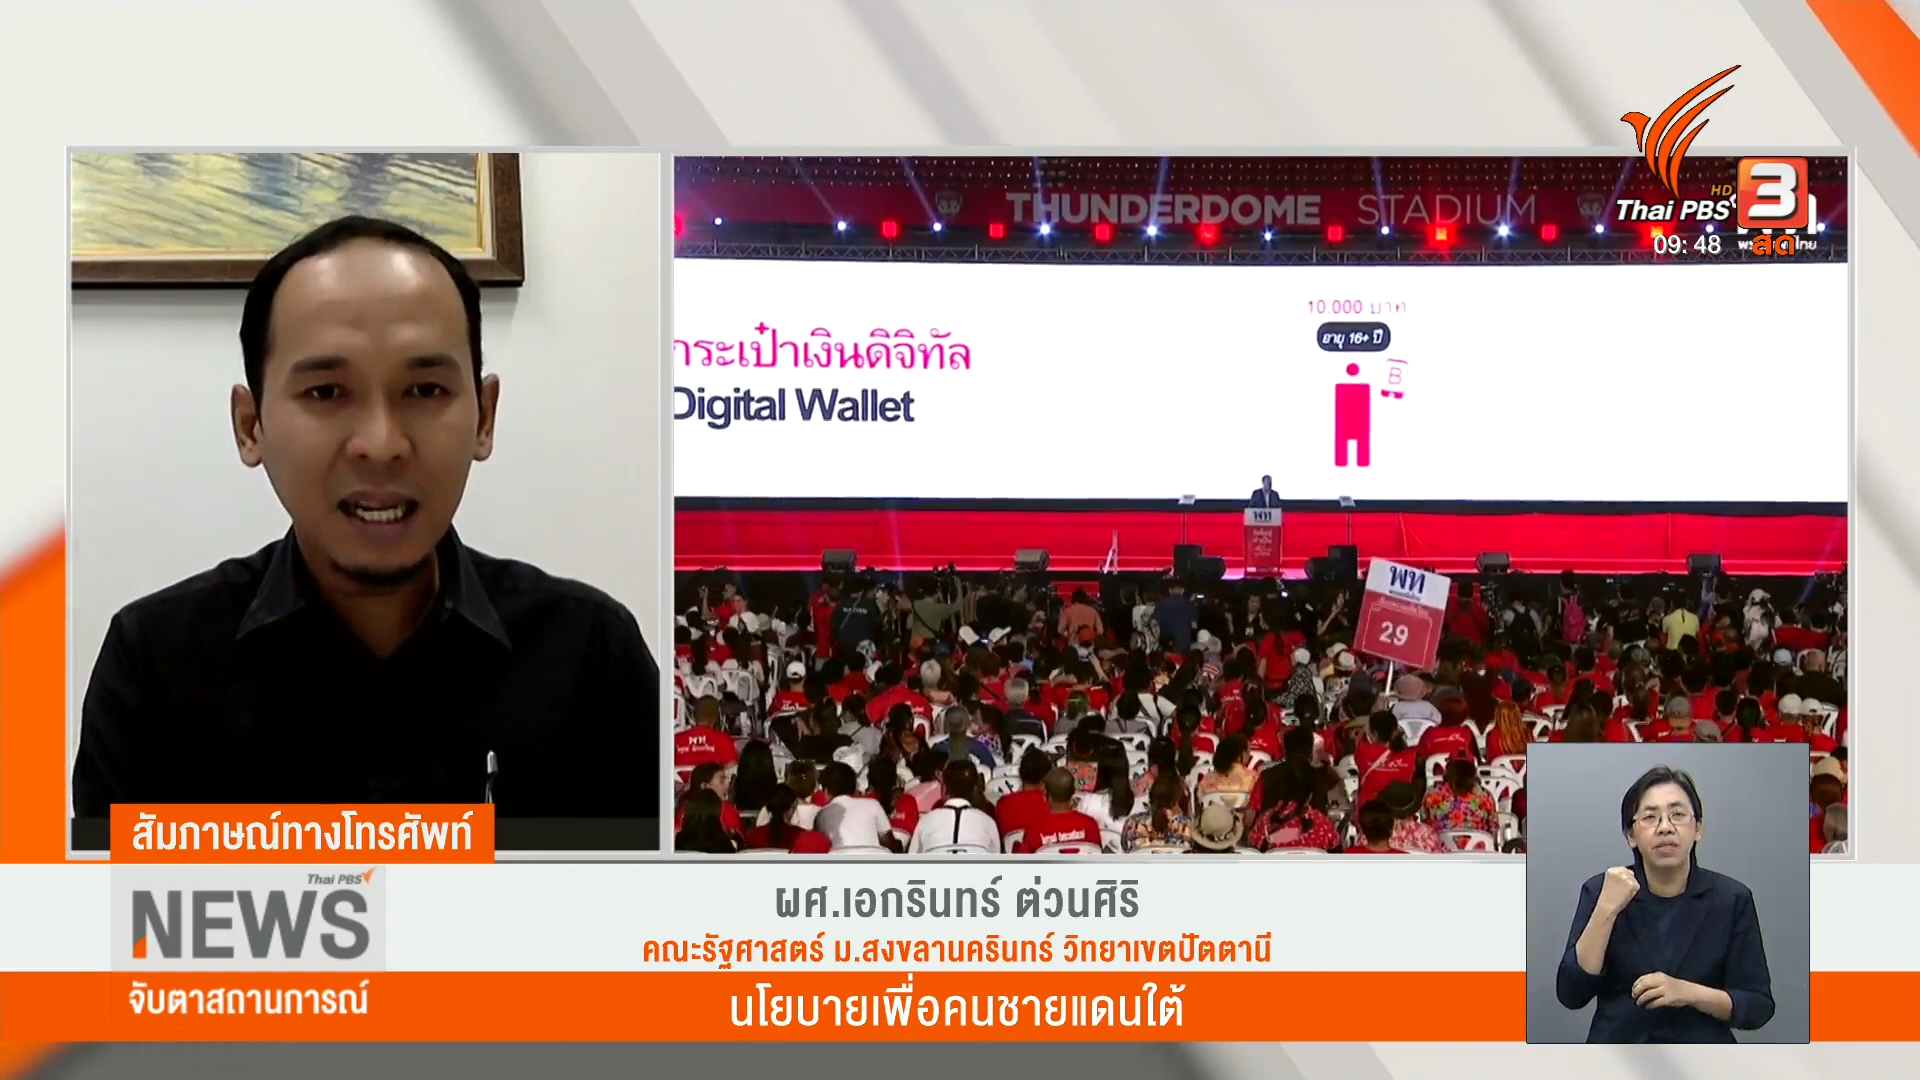 THUNDERDOME STADIUM
HD
Thai PBS
3
09:48
สด
10,000 บาท
อายุ 16+ ปี
กระเป๋าเงินดิจิทัล
Digital Wallet
B
พท
พท
29
พท
สัมภาษณ์ทางโทรศัพท์
Thai PBS
NEWS
จับตาสถานการณ์
ผศ.เอกรินทร์ ต่วนศิริ
คณะรัฐศาสตร์ ม.สงขลานครินทร์ วิทยาเขตปัตตานี
นโยบายเพื่อคนชายแดนใต้